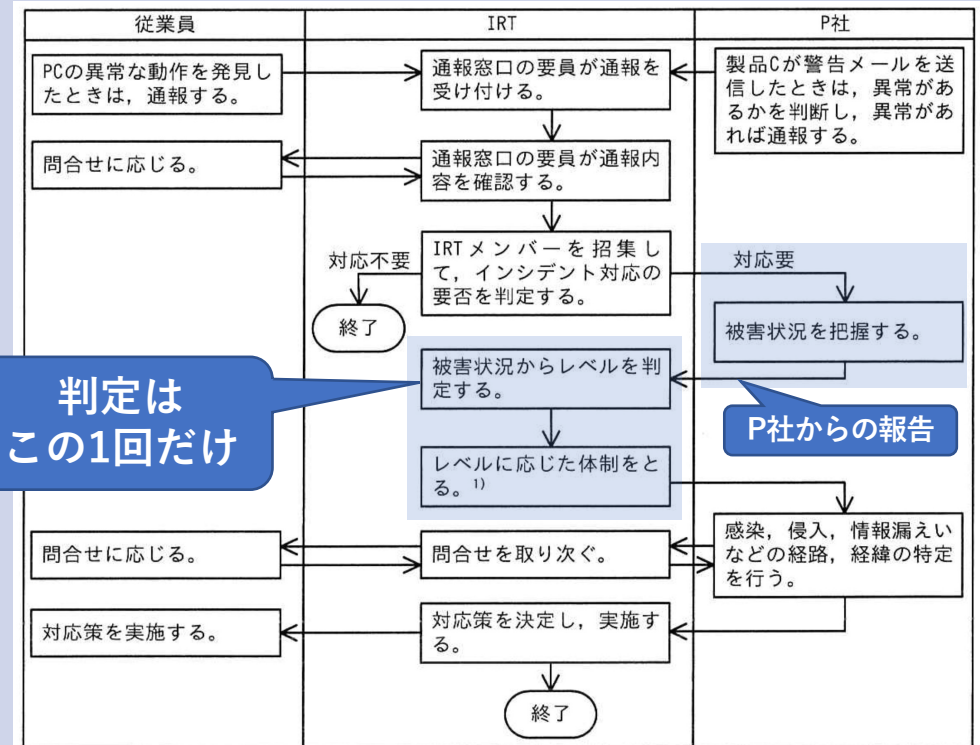 従業員
IRT
P社
PCの異常な動作を発見し
たときは，通報する。
通報窓口の要員が通報を
受け付ける。
製品Cが警告メールを送
信したときは，異常があ
るかを判断し，異常があ
れば通報する。
問合せに応じる。
通報窓口の要員が通報内
容を確認する。
対応不要
IRTメンバーを招集し
て，インシデント対応の
要否を判定する。
対応要
終了
被害状況を把握する。
判定は
この1回だけ
被害状況からレベルを判
定する。
P社からの報告
レベルに応じた体制をと
る。1)
問合せに応じる。
問合せを取り次ぐ。
感染，侵入，情報漏えい
などの経路，経緯の特定
を行う。
対応策を実施する。
対応策を決定し，実施す
る。
終了